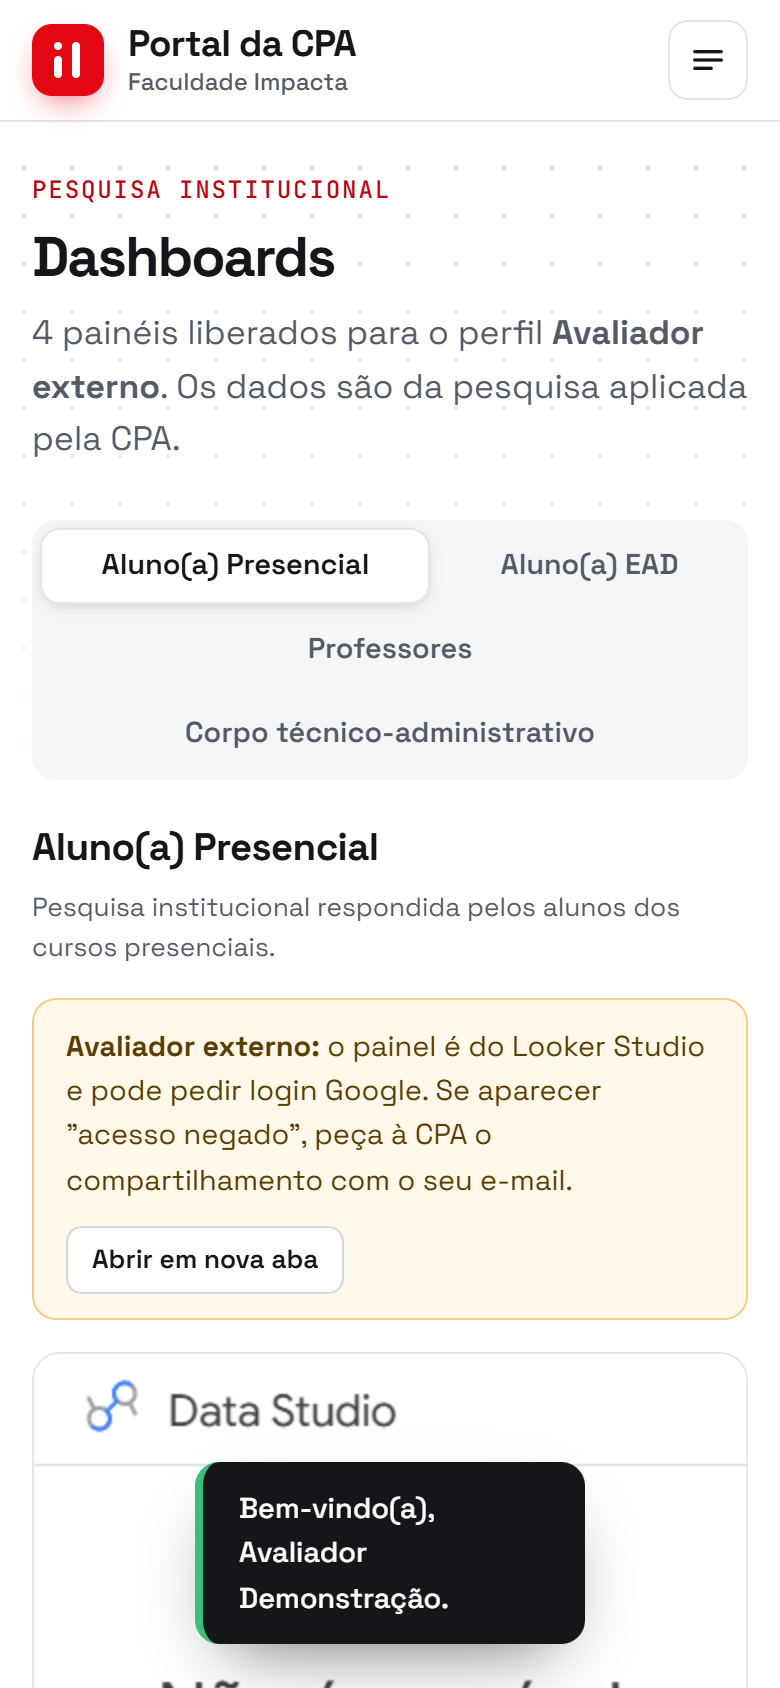 Portal da CPA
Faculdade Impacta
PESQUISA INSTITUCIONAL
Dashboards
4 painéis liberados para o perfil Avaliador
externo. Os dados são da pesquisa aplicada
pela CPA.
Aluno(a) Presencial
Aluno(a) EAD
Professores
Corpo técnico-administrativo
Aluno(a) Presencial
Pesquisa institucional respondida pelos alunos dos
cursos presenciais.
Avaliador externo: o painel é do Looker Studio
e pode pedir login Google. Se aparecer
”acesso negado”, peça à CPA o
compartilhamento com o seu e-mail.
Abrir em nova aba
Data Studio
Bem-vindo(a),
Avaliador
Demonstração.